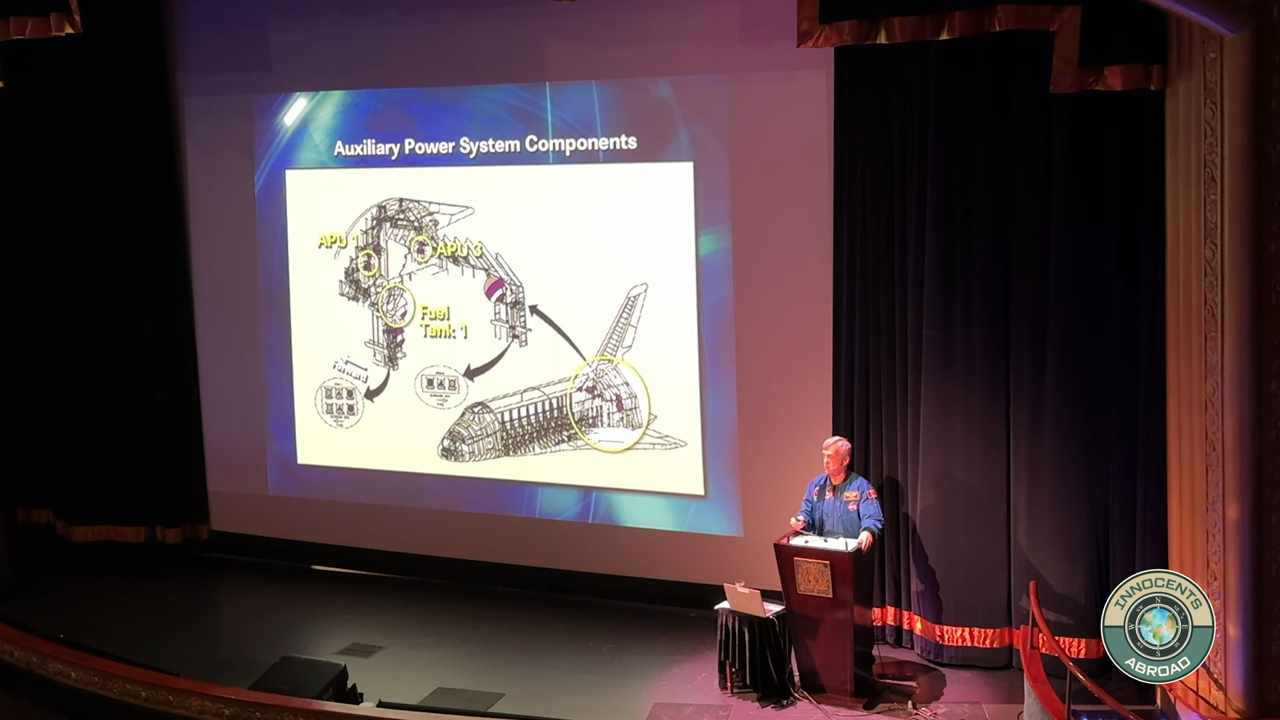 Auxiliary Power System Components
APU 1
APU 3
Fuel
Tank 1
INNOCENTS
ABROAD
N
E
S
W